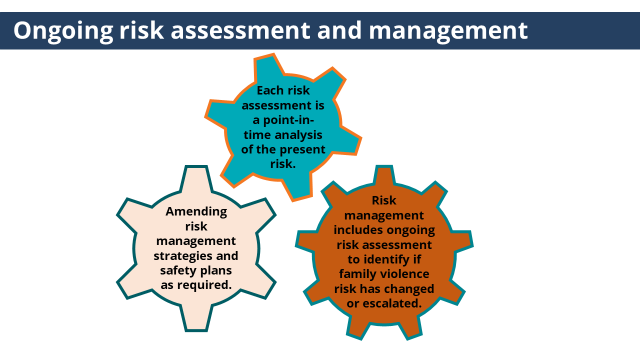 Ongoing risk assessment and management
Each risk
assessment is
a point-in-
time analysis
of the present
risk.
Amending
risk
management
strategies and
safety plans
as required.
Risk
management
includes ongoing
risk assessment
to identify if
family violence
risk has changed
or escalated.